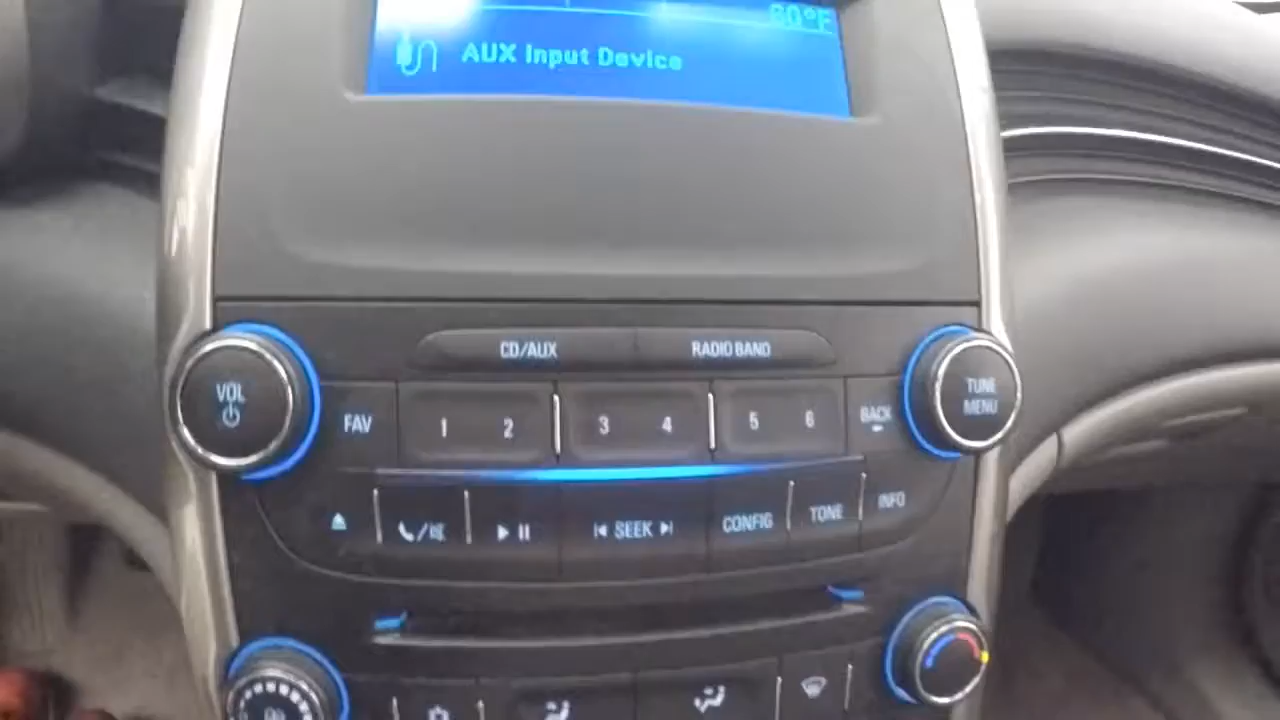 80°F
AUX Input Device
CD/AUX RADIO BAND
VOL
FAV 1 2 3 4 5 6 BACK
TUNE
MENU
SEEK CONFIG TONE INFO